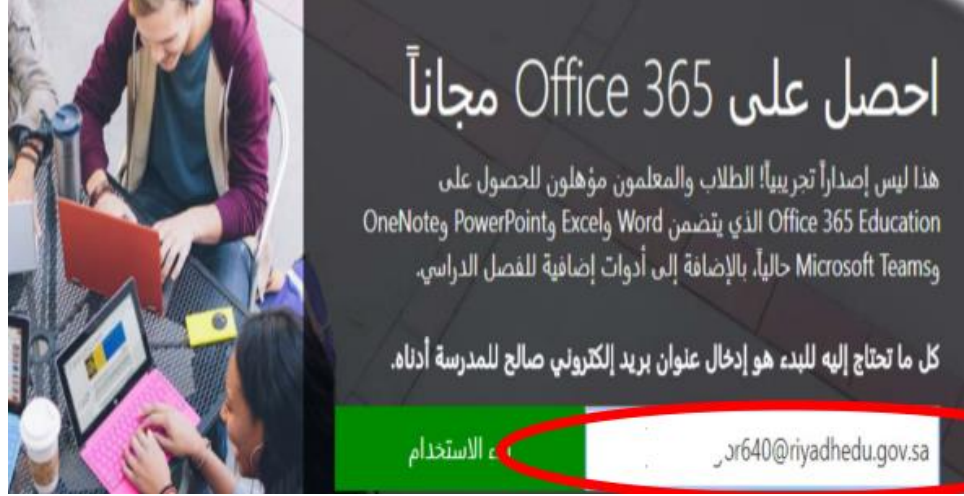 احصل على Office 365 مجاناً
هذا ليس إصداراً تجريبياً! الطلاب والمعلمون مؤهلون للحصول على
Office 365 Education الذي يتضمن Word وExcel وPowerPoint وOneNote
وMicrosoft Teams حالياً، بالإضافة إلى أدوات إضافية للفصل الدراسي.
كل ما تحتاج إليه للبدء هو إدخال عنوان بريد إلكتروني صالح للمدرسة أدناه.
r640@riyadhedu.gov.sa
الاستخدام